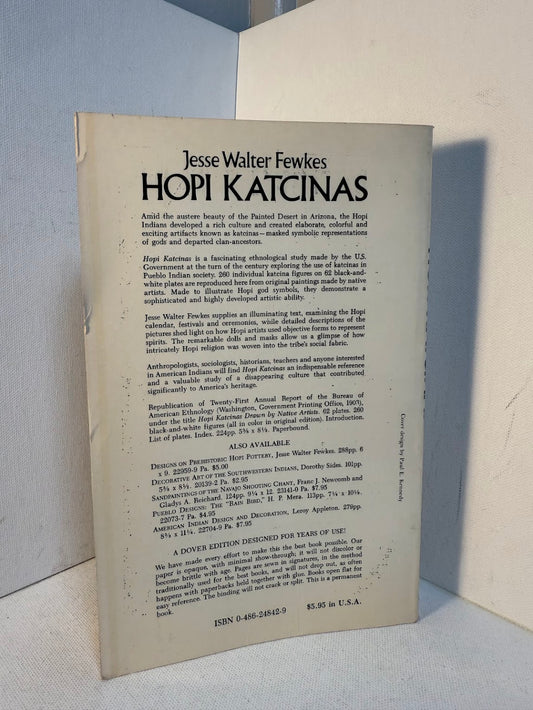 Jesse Walter Fewkes
HOPI KATCINAS
Amid the austere beauty of the Painted Desert in Arizona, the Hopi
Indians developed a rich culture and created elaborate, colorful and
exciting artifacts known as katcinas—masked symbolic representations
of gods and departed clan-ancestors.
Hopi Katcinas is a fascinating ethnological study made by the U.S.
Government at the turn of the century exploring the use of katcinas in
Pueblo Indian society. 260 individual katcina figures on 62 black-and-
white plates are reproduced here from original paintings made by native
artists. Made to illustrate Hopi god symbols, they demonstrate a
sophisticated and highly developed artistic ability.
Jesse Walter Fewkes supplies an illuminating text, examining the Hopi
calendar, festivals and ceremonies, while detailed descriptions of the
pictures shed light on how Hopi artists used objective forms to represent
spirits. The remarkable dolls and masks allow us a glimpse of how
intricately Hopi religion was woven into the tribe's social fabric.
Anthropologists, sociologists, historians, teachers and anyone interested
in American Indians will find Hopi Katcinas an indispensable reference
and a valuable study of a disappearing culture that contributed
significantly to America's heritage.
Republication of Twenty-First Annual Report of the Bureau of
American Ethnology (Washington, Government Printing Office, 1903),
under the title Hopi Katcinas Drawn by Native Artists. 62 plates. 260
black-and-white figures (all in color in original edition). Introduction.
List of plates. Index. 224pp. 5⅝ x 8½. Paperbound.
ALSO AVAILABLE
DESIGNS ON PREHISTORIC HOPI POTTERY, Jesse Walter Fewkes. 288pp. 6
x 9. 22959-9 Pa. $5.00
DECORATIVE ART OF THE SOUTHWESTERN INDIANS, Dorothy Sides. 101pp.
5⅝ x 8½. 20139-2 Pa. $2.95
SANDPAINTINGS OF THE NAVAJO SHOOTING CHANT, Franc J. Newcomb and
Gladys A. Reichard. 124pp. 9¼ x 12. 23141-0 Pa. $7.95
PUEBLO DESIGNS: THE "RAIN BIRD," H. P. Mera. 113pp. 7¼ x 10¼.
22073-7 Pa. $4.95
AMERICAN INDIAN DESIGN AND DECORATION, Leroy Appleton. 279pp.
8⅜ x 11¼. 22704-9 Pa. $7.95
A DOVER EDITION DESIGNED FOR YEARS OF USE!
We have made every effort to make this the best book possible. Our
paper is opaque, with minimal show-through; it will not discolor or
become brittle with age. Pages are sewn in signatures, in the method
traditionally used for the best books, and will not drop out, as often
happens with paperbacks held together with glue. Books open flat for
easy reference. The binding will not crack or split. This is a permanent
book.
ISBN 0-486-24842-9
$5.95 in U.S.A.
Cover design by Paul E. Kennedy